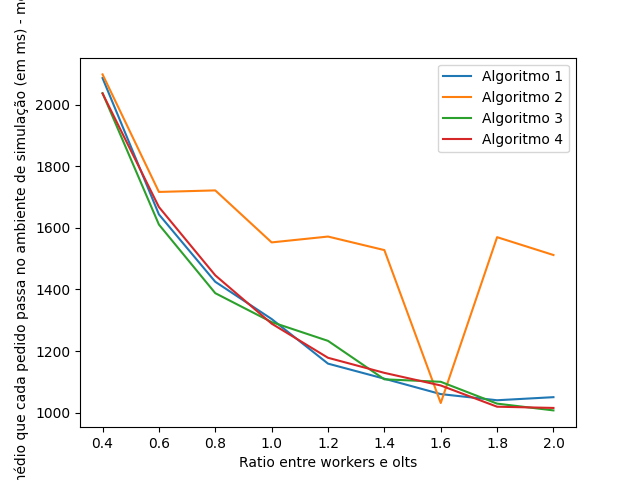 médio que cada pedido passa no ambiente de simulação (em ms) -
2000
1800
1600
1400
1200
1000
0.4 0.6 0.8 1.0 1.2 1.4 1.6 1.8 2.0
Ratio entre workers e olts
Algoritmo 1
Algoritmo 2
Algoritmo 3
Algoritmo 4